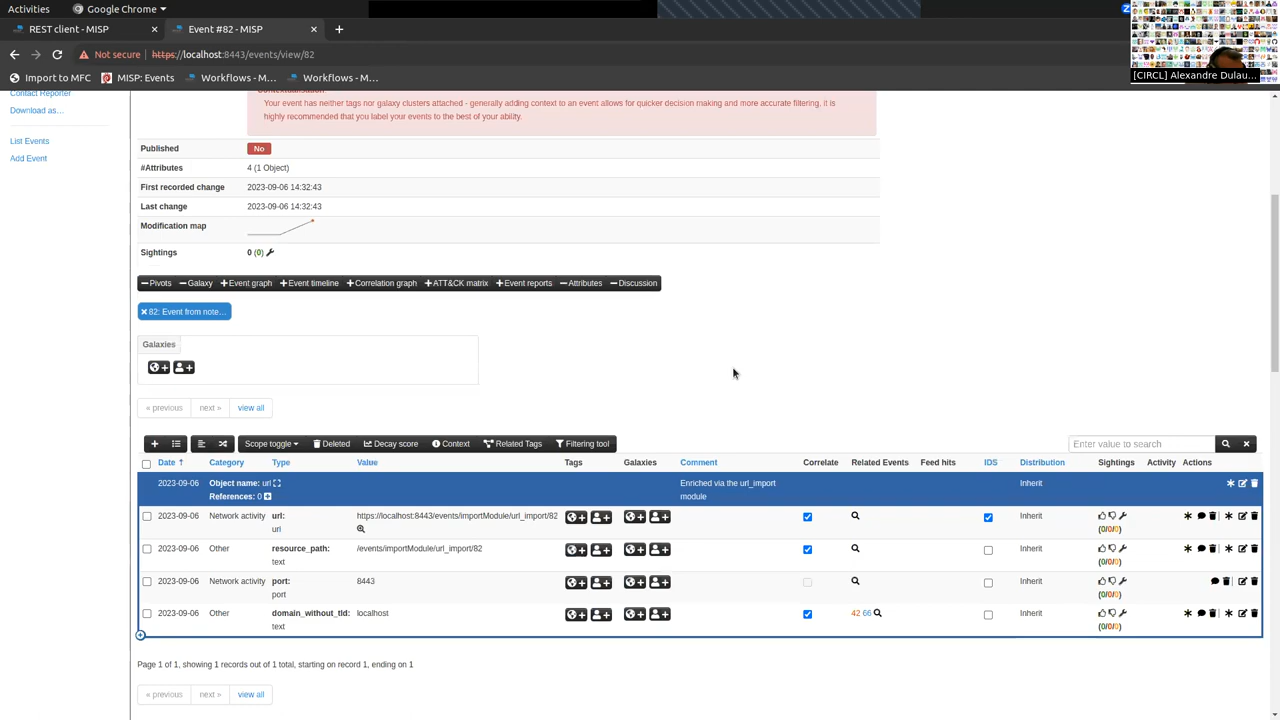 Activities
Google Chrome
REST client - MISP
Event #82 - MISP
Not secure
https://localhost:8443/events/view/82
Import to MFC
MISP: Events
Workflows - M...
Workflows - M...
[CIRCL] Alexandre Dulau...
Contact Reporter
Download as...
List Events
Add Event
Your event has neither tags nor galaxy clusters attached - generally adding context to an event allows for quicker decision making and more accurate filtering, it is
highly recommended that you label your events to the best of your ability.
Published No
#Attributes 4 (1 Object)
First recorded change 2023-09-06 14:32:43
Last change 2023-09-06 14:32:43
Modification map
Sightings 0 (0)
Pivots Galaxy Event graph Event timeline Correlation graph ATT&CK matrix Event reports Attributes Discussion
82: Event from note...
Galaxies
« previous next » view all
Scope toggle Deleted Decay score Context Related Tags Filtering tool Enter value to search
Date Category Type Value Tags Galaxies Comment Correlate Related Events Feed hits IDS Distribution Sightings Activity Actions
2023-09-06 Object name: url Enriched via the url_import Inherit
References: 0 module
2023-09-06 Network activity url: https://localhost:8443/events/importModule/url_import/82 Inherit
url (0/0/0)
2023-09-06 Other resource_path: /events/importModule/url_import/82 Inherit
text (0/0/0)
2023-09-06 Network activity port: 8443 Inherit
port (0/0/0)
2023-09-06 Other domain_without_tld: localhost 42 66 Inherit
text (0/0/0)
Page 1 of 1, showing 1 records out of 1 total, starting on record 1, ending on 1
« previous next » view all